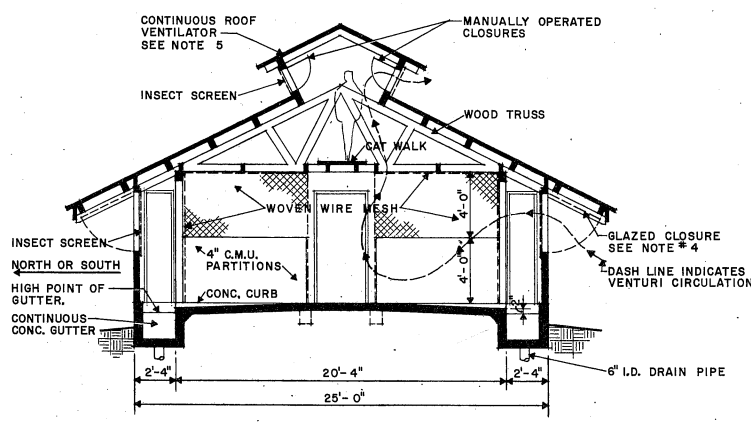 CONTINUOUS ROOF
VENTILATOR
SEE NOTE 5
MANUALLY OPERATED
CLOSURES
INSECT SCREEN
WOOD TRUSS
CAT WALK
WOVEN WIRE MESH
4'-0"
GLAZED CLOSURE
SEE NOTE #4
INSECT SCREEN
4" C.M.U.
PARTITIONS
4'-0"
DASH LINE INDICATES
VENTURI CIRCULATION
NORTH OR SOUTH
HIGH POINT OF
GUTTER.
CONC. CURB
CONTINUOUS
CONC. GUTTER
2'-4"
20'-4"
2'-4"
6" I.D. DRAIN PIPE
25'-0"